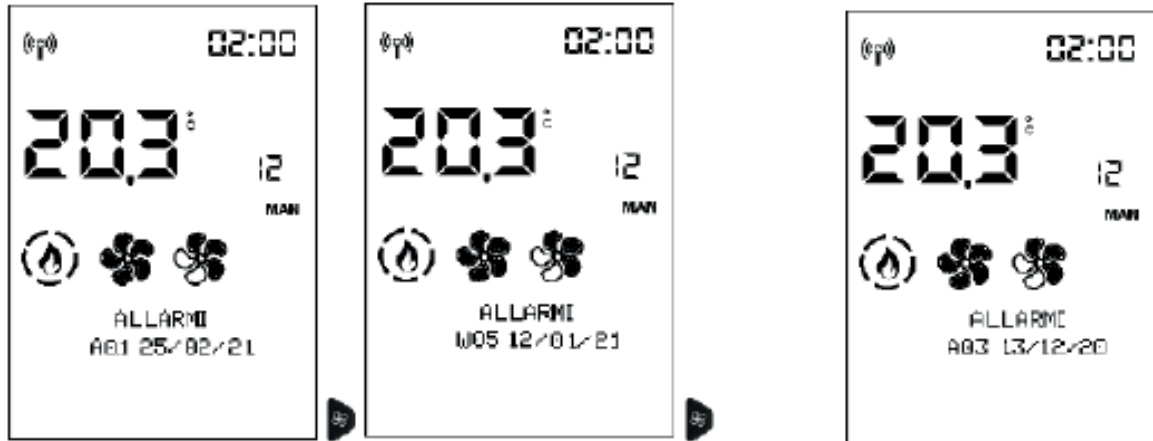 02:00
20.3 °C
12
MAN
ALLARMI
A01 25/02/21
02:00
20.3 °C
12
MAN
ALLARMI
W05 12/01/21
02:00
20.3 °C
12
MAN
ALLARMI
A03 13/12/20